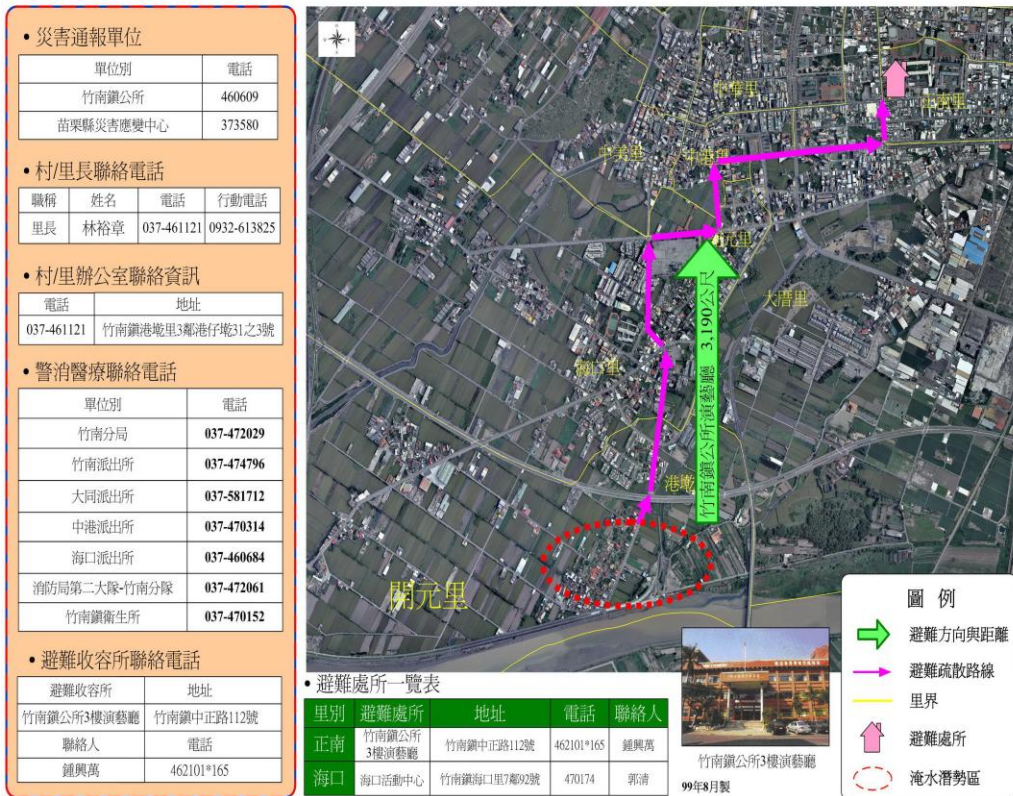 • 災害通報單位
單位別 電話
竹南鎮公所 460609
苗栗縣災害應變中心 373580
• 村/里長聯絡電話
職稱 姓名 電話 行動電話
里長 林裕章 037-461121 0932-613825
• 村/里辦公室聯絡資訊
電話 地址
037-461121 竹南鎮港墘里3鄰港仔墘31之3號
• 警消醫療聯絡電話
單位別 電話
竹南分局 037-472029
竹南派出所 037-474796
大同派出所 037-581712
中港派出所 037-470314
海口派出所 037-460684
消防局第二大隊-竹南分隊 037-472061
竹南鎮衛生所 037-470152
• 避難收容所聯絡電話
避難收容所 地址
竹南鎮公所3樓演藝廳 竹南鎮中正路112號
聯絡人 電話
鍾興萬 462101*165
中華里
中美里
中港里
元里
大厝里
海口里
港墘
開元里
竹南鎮公所演藝廳 3,190公尺
• 避難處所一覽表
里別 避難處所 地址 電話 聯絡人
正南 竹南鎮公所
3樓演藝廳 竹南鎮中正路112號 462101*165 鍾興萬
海口 海口活動中心 竹南鎮海口里7鄰92號 470174 郭清
竹南鎮公所3樓演藝廳
99年8月製
圖 例
避難方向與距離
避難疏散路線
里界
避難處所
淹水潛勢區